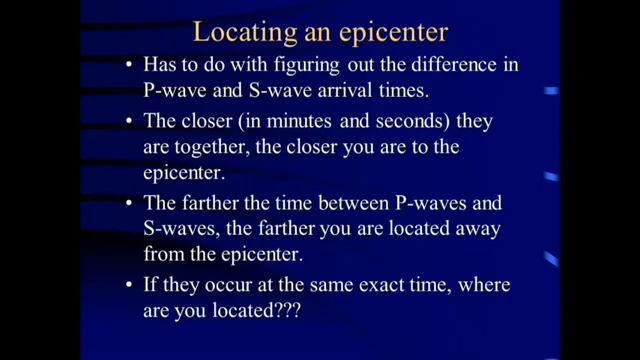 Locating an epicenter
• Has to do with figuring out the difference in
P-wave and S-wave arrival times.
• The closer (in minutes and seconds) they
are together, the closer you are to the
epicenter.
• The farther the time between P-waves and
S-waves, the farther you are located away
from the epicenter.
• If they occur at the same exact time, where
are you located???